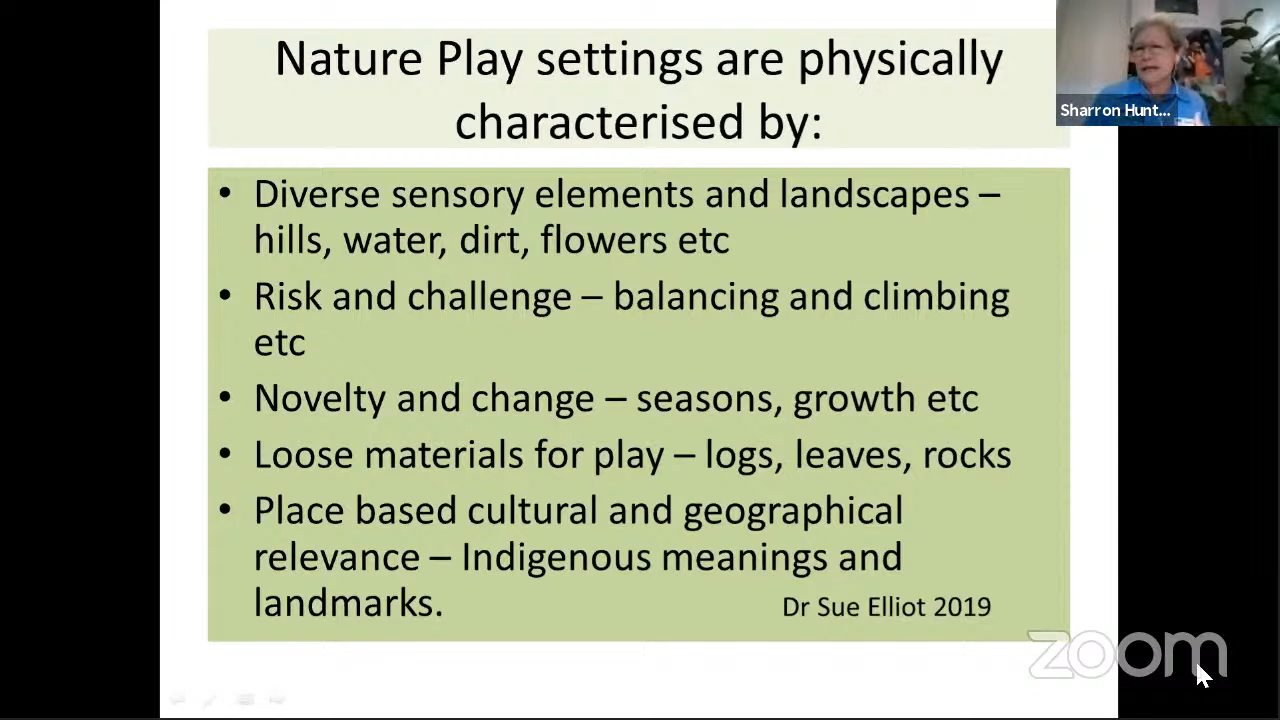 Nature Play settings are physically
characterised by:
Sharron Hunt...
• Diverse sensory elements and landscapes –
hills, water, dirt, flowers etc
• Risk and challenge – balancing and climbing
etc
• Novelty and change – seasons, growth etc
• Loose materials for play – logs, leaves, rocks
• Place based cultural and geographical
relevance – Indigenous meanings and
landmarks. Dr Sue Elliot 2019
zoom